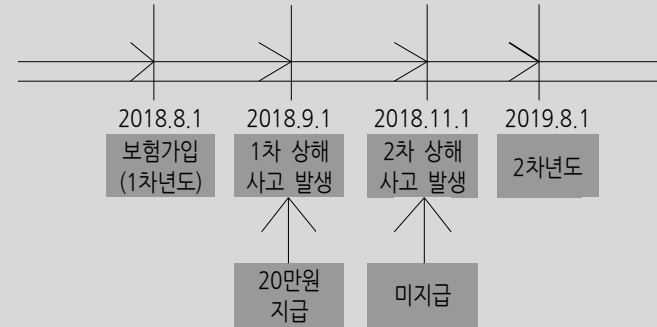 2018.8.1
보험가입
(1차년도)
2018.9.1
1차 상해
사고 발생
2018.11.1
2차 상해
사고 발생
2019.8.1
2차년도
20만원
지급
미지급